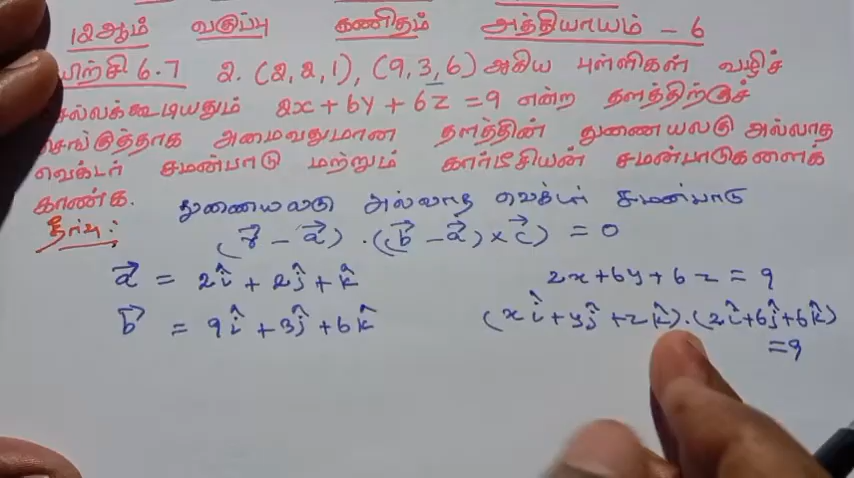 12ஆம் வகுப்பு கணிதம் அத்தியாயம் - 6
யிற்சி 6.7 2. (2,2,1), (9,3,6) ஆகிய புள்ளிகள் வழிச்
செல்லக்கூடியதும் 2x+6y+6z=9 என்ற தளத்திற்குச்
செங்குத்தாக அமைவதுமான தளத்தின் துணையலகு அல்லாத
வெக்டர் சமன்பாடு மற்றும் கார்டீசியன் சமன்பாடுகளைக்
காண்க. துணையலகு அல்லாத வெக்டர் சமன்பாடு
தீர்வு:
(r⃗ - a⃗) . (b⃗ - a⃗) × c⃗) = 0
a⃗ = 2î + 2ĵ + k̂ 2x+6y+6z=9
b⃗ = 9î + 3ĵ + 6k̂ (xî+yĵ+zk̂).(2î+6ĵ+6k̂)
=9